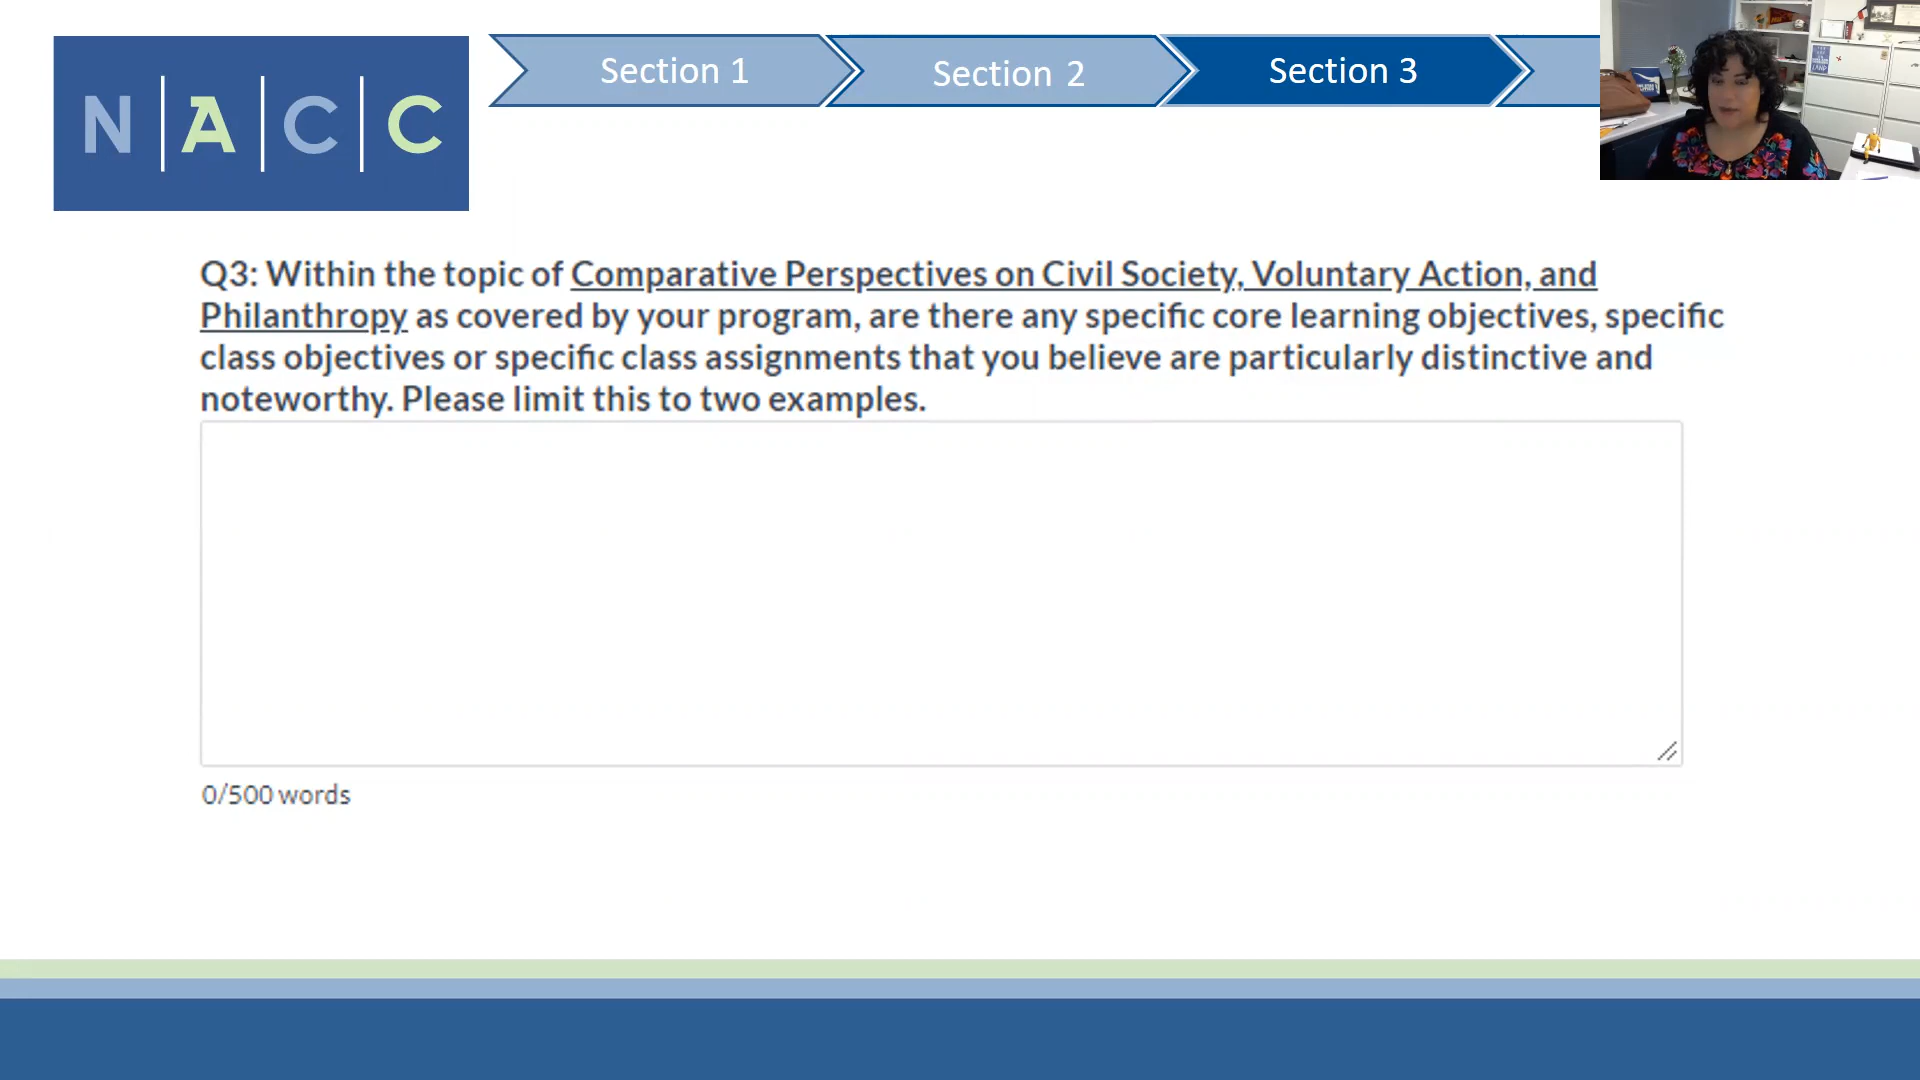 N|A|C|C
Section 1
Section 2
Section 3
Q3: Within the topic of Comparative Perspectives on Civil Society, Voluntary Action, and
Philanthropy as covered by your program, are there any specific core learning objectives, specific
class objectives or specific class assignments that you believe are particularly distinctive and
noteworthy. Please limit this to two examples.
0/500 words